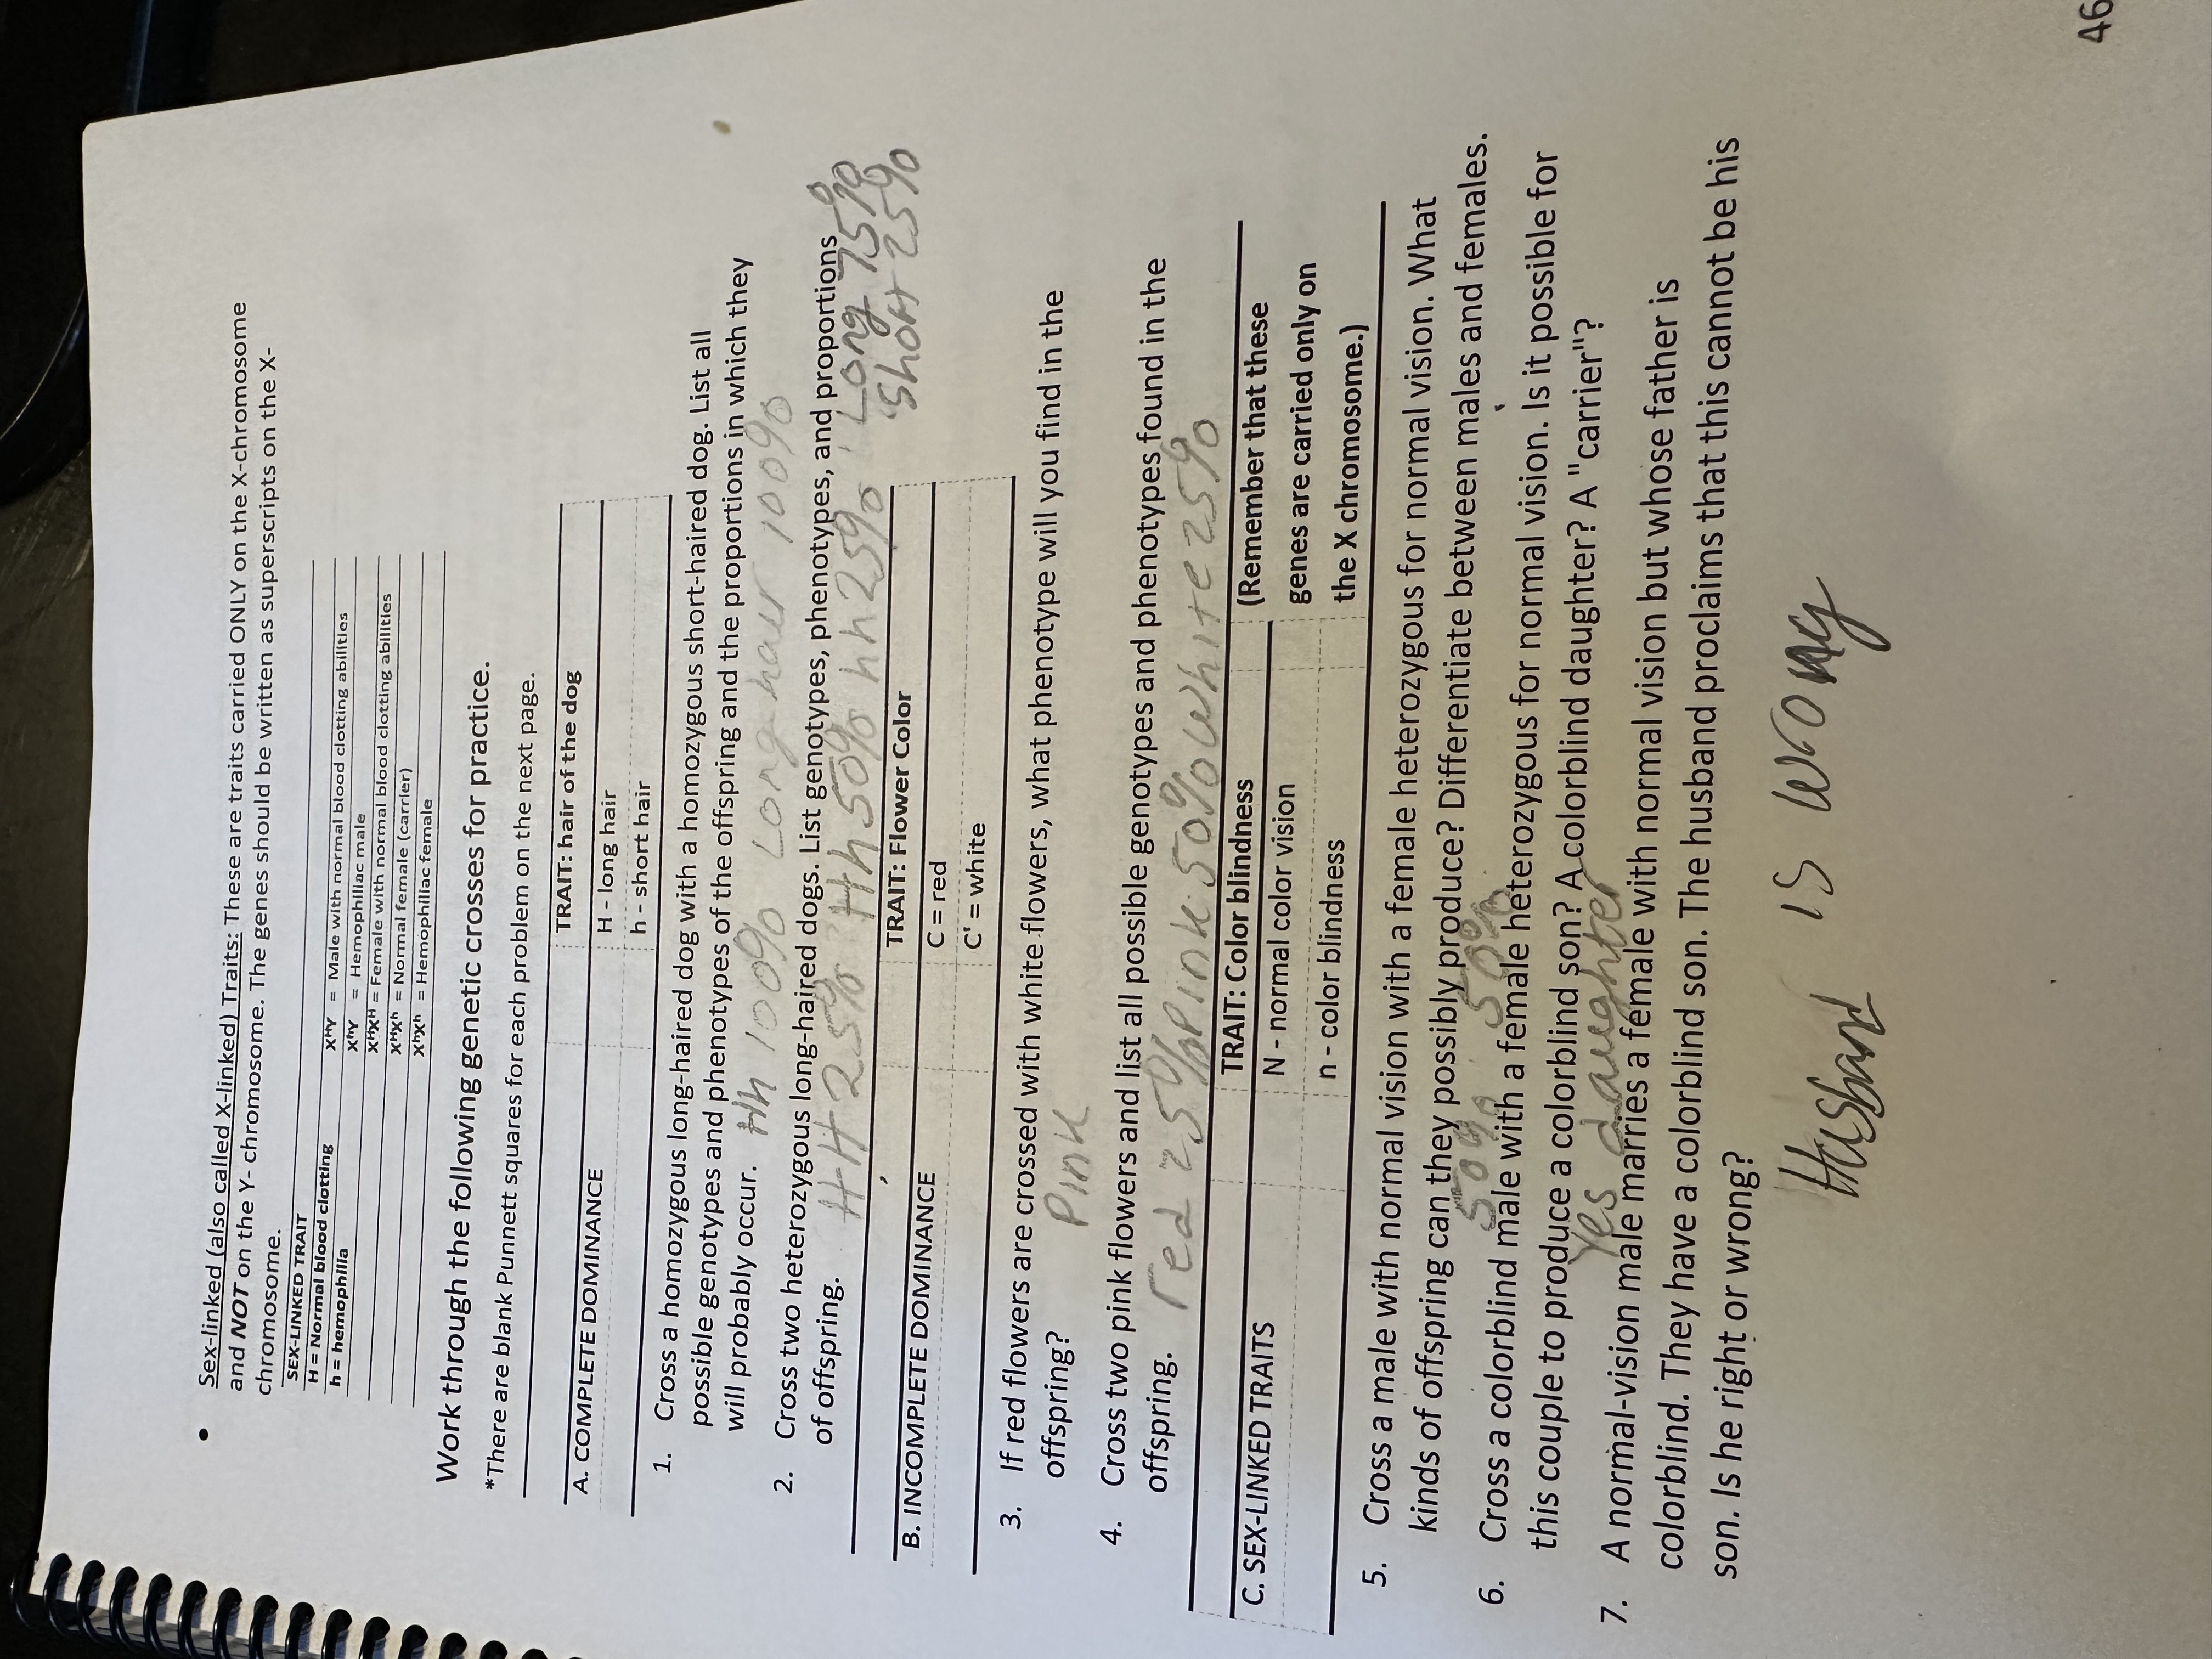 • Sex-linked (also called X-linked) Traits: These are traits carried ONLY on the X-chromosome
and NOT on the Y- chromosome. The genes should be written as superscripts on the X-
chromosome.
SEX-LINKED TRAIT
H = Normal blood clotting XᴴY = Male with normal blood clotting abilities
h = hemophilia XʰY = Hemophiliac male
XᴴXᴴ = Female with normal blood clotting abilities
XᴴXʰ = Normal female (carrier)
XʰXʰ = Hemophiliac female
Work through the following genetic crosses for practice.
*There are blank Punnett squares for each problem on the next page.
TRAIT: hair of the dog
A. COMPLETE DOMINANCE
H - long hair
h - short hair
1. Cross a homozygous long-haired dog with a homozygous short-haired dog. List all
possible genotypes and phenotypes of the offspring and the proportions in which they
will probably occur. Hh 100% Long hair 100%
2. Cross two heterozygous long-haired dogs. List genotypes, phenotypes, and proportions
of offspring. HH 25% Hh 50% hh 25% Long 75%
Short 25%
TRAIT: Flower Color
B. INCOMPLETE DOMINANCE
C = red
C' = white
3. If red flowers are crossed with white flowers, what phenotype will you find in the
offspring? Pink
4. Cross two pink flowers and list all possible genotypes and phenotypes found in the
offspring. red 25% Pink 50% White 25%
TRAIT: Color blindness (Remember that these
C. SEX-LINKED TRAITS
N - normal color vision genes are carried only on
n - color blindness the X chromosome.)
5. Cross a male with normal vision with a female heterozygous for normal vision. What
kinds of offspring can they possibly produce? Differentiate between males and females.
50% 50%
6. Cross a colorblind male with a female heterozygous for normal vision. Is it possible for
this couple to produce a colorblind son? A colorblind daughter? A "carrier"?
Yes daughter
7. A normal-vision male marries a female with normal vision but whose father is
colorblind. They have a colorblind son. The husband proclaims that this cannot be his
son. Is he right or wrong?
Husband is wrong
46